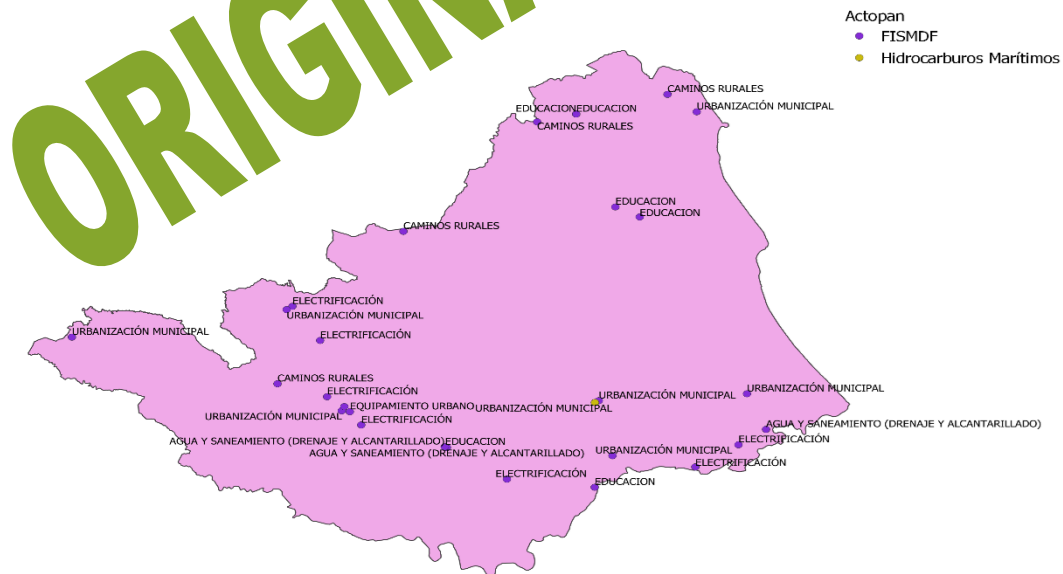 Actopan
FISMDF
Hidrocarburos Marítimos
ORIGINA
CAMINOS RURALES
EDUCACION
EDUCACION
URBANIZACIÓN MUNICIPAL
CAMINOS RURALES
EDUCACION
EDUCACION
CAMINOS RURALES
ELECTRIFICACIÓN
URBANIZACIÓN MUNICIPAL
URBANIZACIÓN MUNICIPAL
ELECTRIFICACIÓN
CAMINOS RURALES
ELECTRIFICACIÓN
URBANIZACIÓN MUNICIPAL
URBANIZACIÓN MUNICIPAL
EQUIPAMIENTO URBANO
URBANIZACIÓN MUNICIPAL
URBANIZACIÓN MUNICIPAL
ELECTRIFICACIÓN
AGUA Y SANEAMIENTO (DRENAJE Y ALCANTARILLADO)
AGUA Y SANEAMIENTO (DRENAJE Y ALCANTARILLADO)
EDUCACION
ELECTRIFICACIÓN
AGUA Y SANEAMIENTO (DRENAJE Y ALCANTARILLADO)
URBANIZACIÓN MUNICIPAL
ELECTRIFICACIÓN
ELECTRIFICACIÓN
EDUCACION